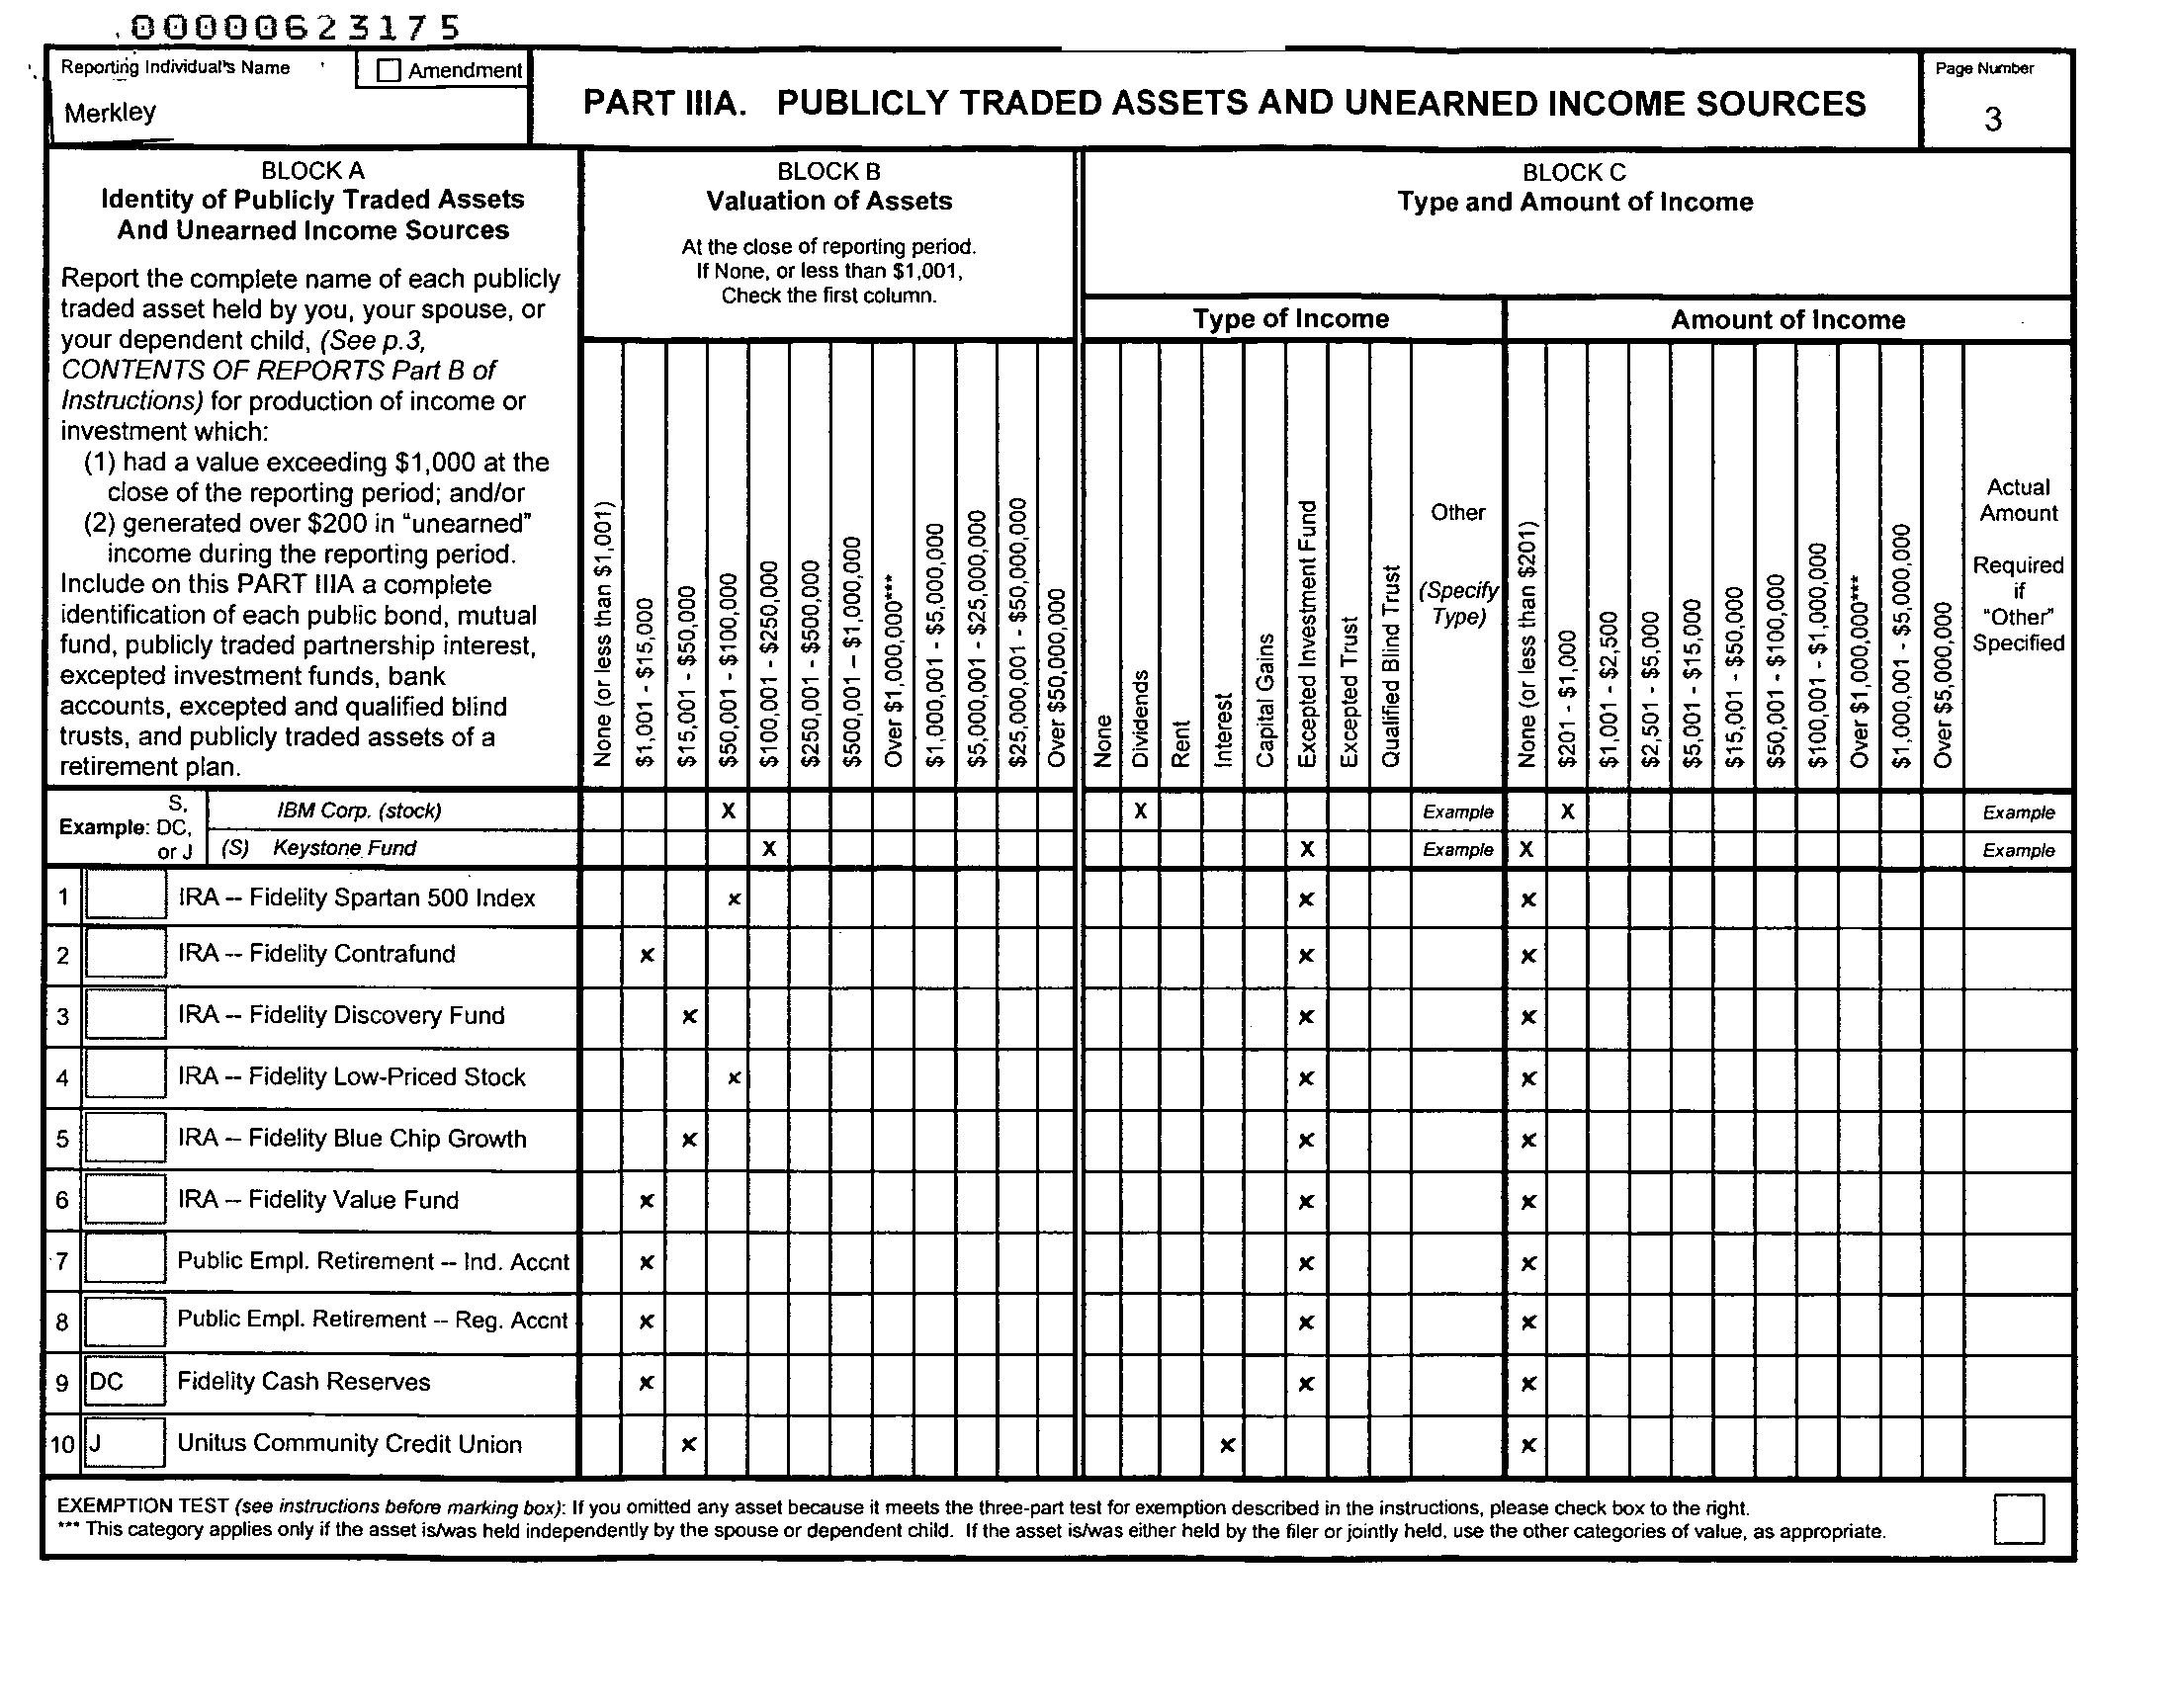 00000623175
Reporting Individual's Name
Amendment
Merkley
PART IIIA. PUBLICLY TRADED ASSETS AND UNEARNED INCOME SOURCES
Page Number
3
BLOCK A
Identity of Publicly Traded Assets
And Unearned Income Sources
Report the complete name of each publicly
traded asset held by you, your spouse, or
your dependent child, (See p.3,
CONTENTS OF REPORTS Part B of
Instructions) for production of income or
investment which:
(1) had a value exceeding $1,000 at the
close of the reporting period; and/or
(2) generated over $200 in "unearned"
income during the reporting period.
Include on this PART IIIA a complete
identification of each public bond, mutual
fund, publicly traded partnership interest,
excepted investment funds, bank
accounts, excepted and qualified blind
trusts, and publicly traded assets of a
retirement plan.
BLOCK B
Valuation of Assets
At the close of reporting period.
If None, or less than $1,001,
Check the first column.
None (or less than $1,001)
$1,001 - $15,000
$15,001 - $50,000
$50,001 - $100,000
$100,001 - $250,000
$250,001 - $500,000
$500,001 – $1,000,000
Over $1,000,000***
$1,000,001 - $5,000,000
$5,000,001 - $25,000,000
$25,000,001 - $50,000,000
Over $50,000,000
BLOCK C
Type and Amount of Income
Type of Income
None
Dividends
Rent
Interest
Capital Gains
Excepted Investment Fund
Excepted Trust
Qualified Blind Trust
Other
(Specify
Type)
Amount of Income
None (or less than $201)
$201 - $1,000
$1,001 - $2,500
$2,501 - $5,000
$5,001 - $15,000
$15,001 - $50,000
$50,001 - $100,000
$100,001 - $1,000,000
Over $1,000,000***
$1,000,001 - $5,000,000
Over $5,000,000
Actual
Amount
Required
if
"Other"
Specified
Example: S, DC, or J
IBM Corp. (stock) X X Example X Example
(S) Keystone Fund X X Example X Example
1 IRA -- Fidelity Spartan 500 Index x x x
2 IRA -- Fidelity Contrafund x x x
3 IRA -- Fidelity Discovery Fund x x x
4 IRA -- Fidelity Low-Priced Stock x x x
5 IRA -- Fidelity Blue Chip Growth x x x
6 IRA -- Fidelity Value Fund x x x
7 Public Empl. Retirement -- Ind. Accnt x x x
8 Public Empl. Retirement -- Reg. Accnt x x x
9 DC Fidelity Cash Reserves x x x
10 J Unitus Community Credit Union x x x
EXEMPTION TEST (see instructions before marking box): If you omitted any asset because it meets the three-part test for exemption described in the instructions, please check box to the right.
*** This category applies only if the asset is/was held independently by the spouse or dependent child. If the asset is/was either held by the filer or jointly held, use the other categories of value, as appropriate.